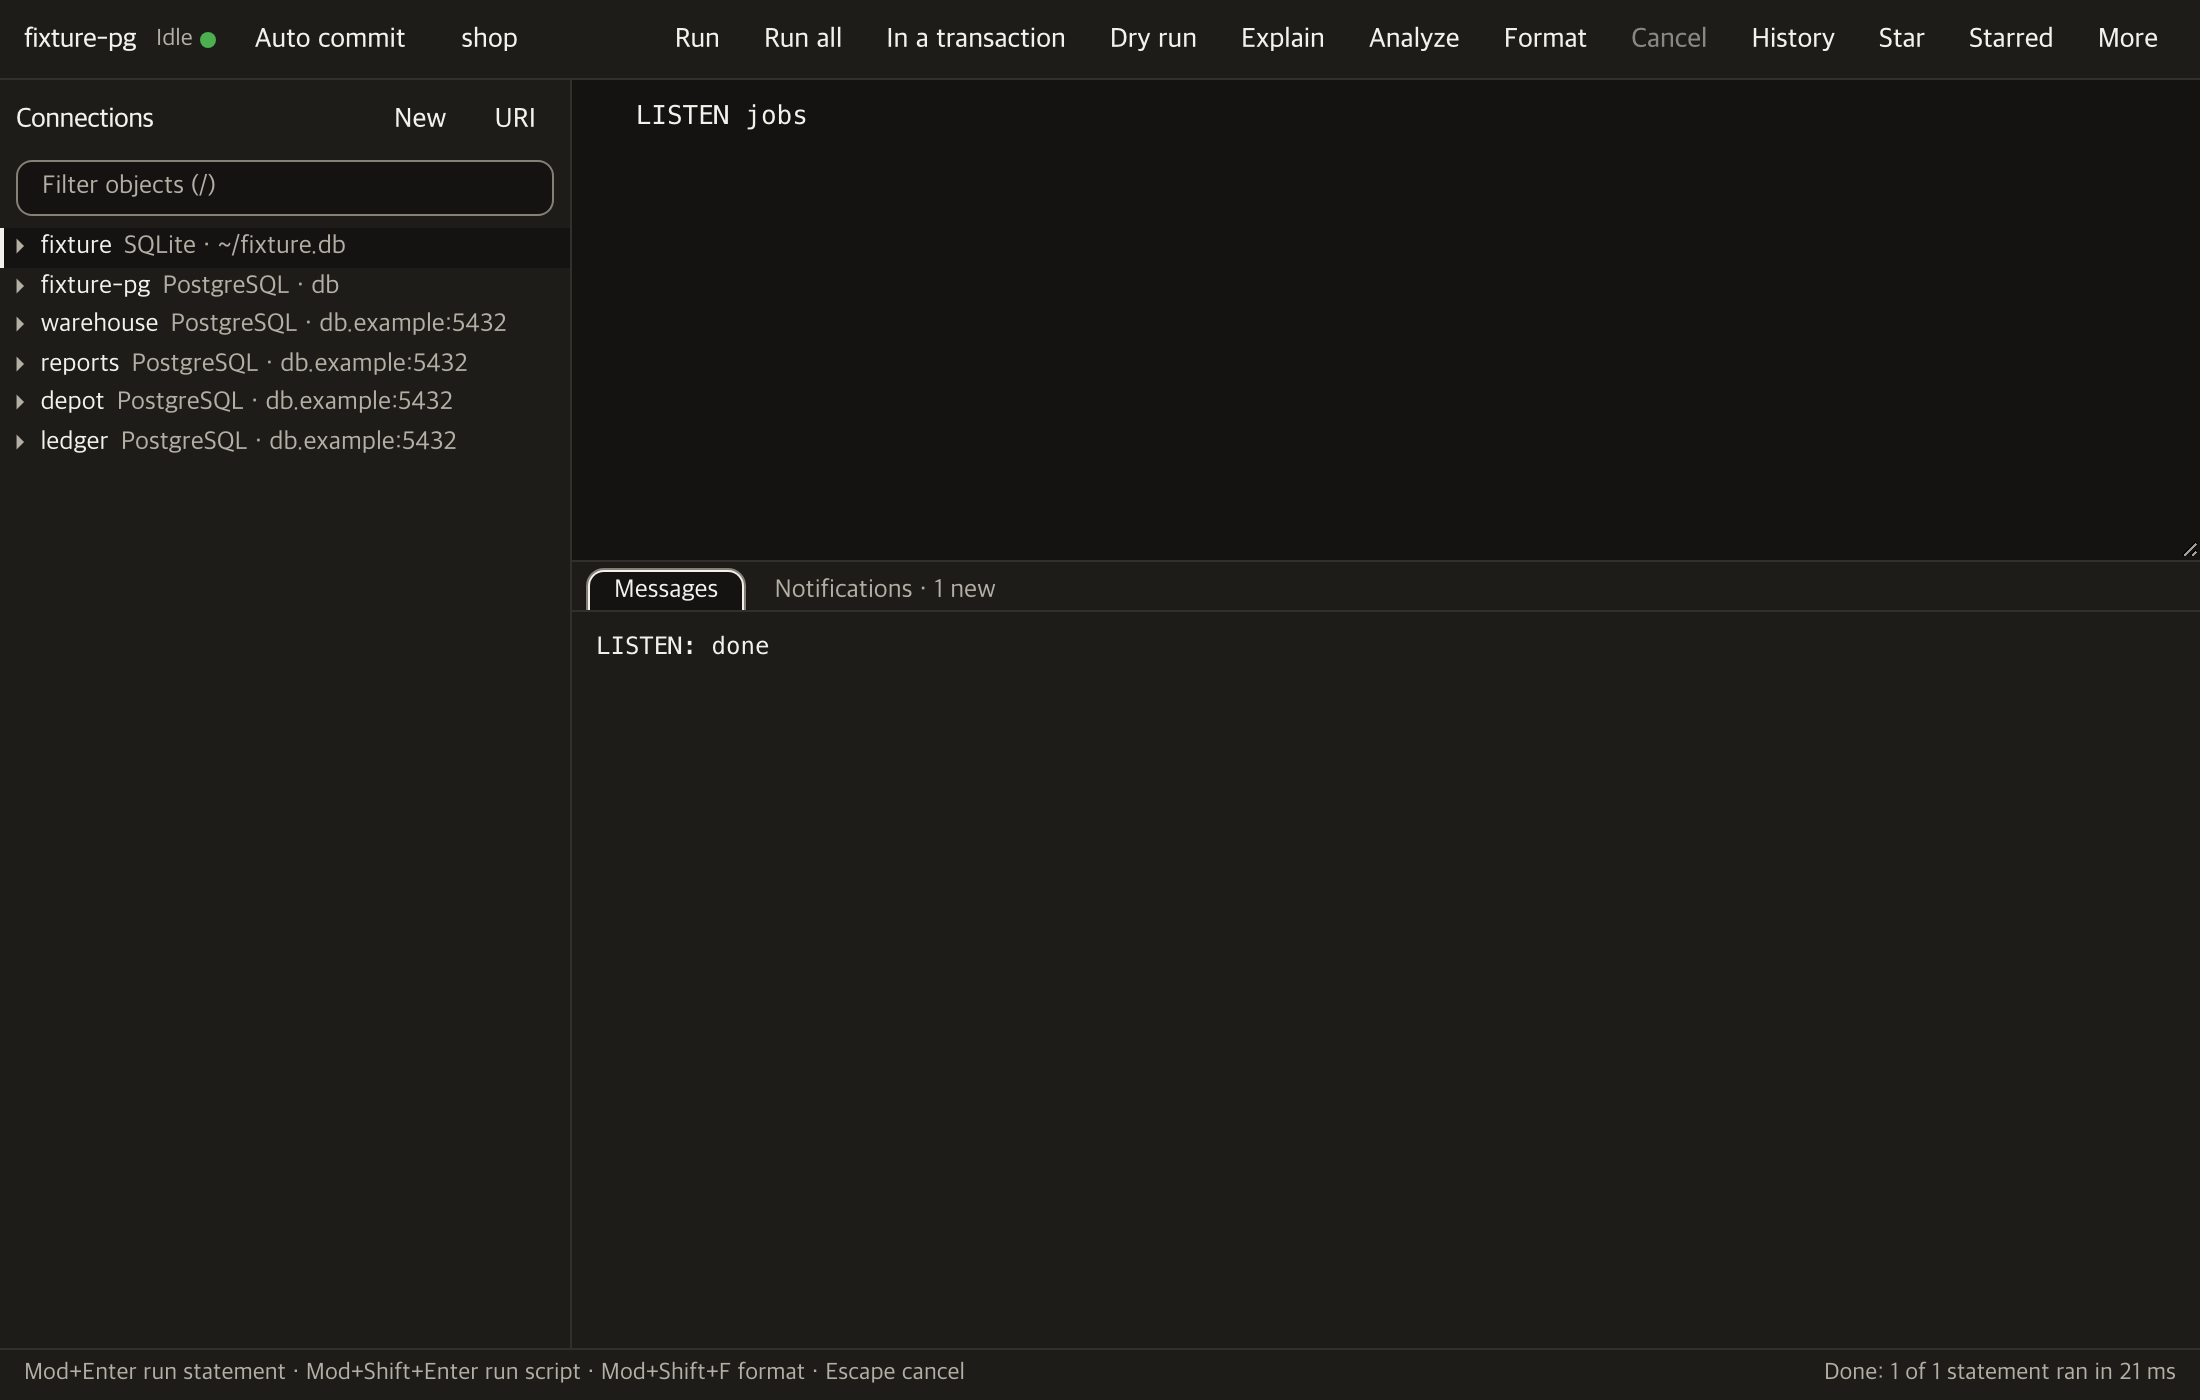 fixture-pg Idle Auto commit shop Run Run all In a transaction Dry run Explain Analyze Format Cancel History Star Starred More
Connections New URI
Filter objects (/)
fixture SQLite · ~/fixture.db
fixture-pg PostgreSQL · db
warehouse PostgreSQL · db.example:5432
reports PostgreSQL · db.example:5432
depot PostgreSQL · db.example:5432
ledger PostgreSQL · db.example:5432
LISTEN jobs
Messages Notifications · 1 new
LISTEN: done
Mod+Enter run statement · Mod+Shift+Enter run script · Mod+Shift+F format · Escape cancel
Done: 1 of 1 statement ran in 21 ms